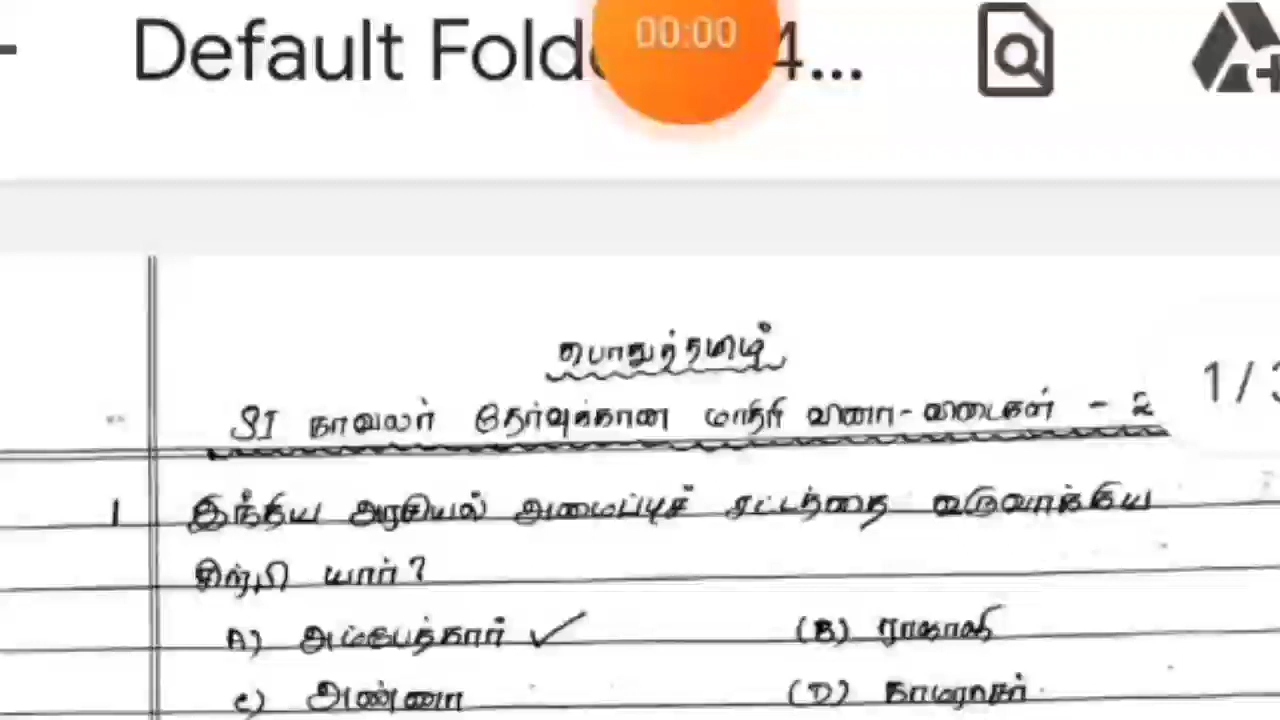 Default Fold 4...
00:00
பொதுத்தமிழ்
1/3
SI காவலர் தேர்வுக்கான மாதிரி வினா-விடைகள் - 2
1 இந்திய அரசியல் அமைப்புச் சட்டத்தை உருவாக்கிய
சிற்பி யார்?
A) அம்பேத்கார் ✓ (B) ராஜாஜி
C) அண்ணா (D) காமராசர்